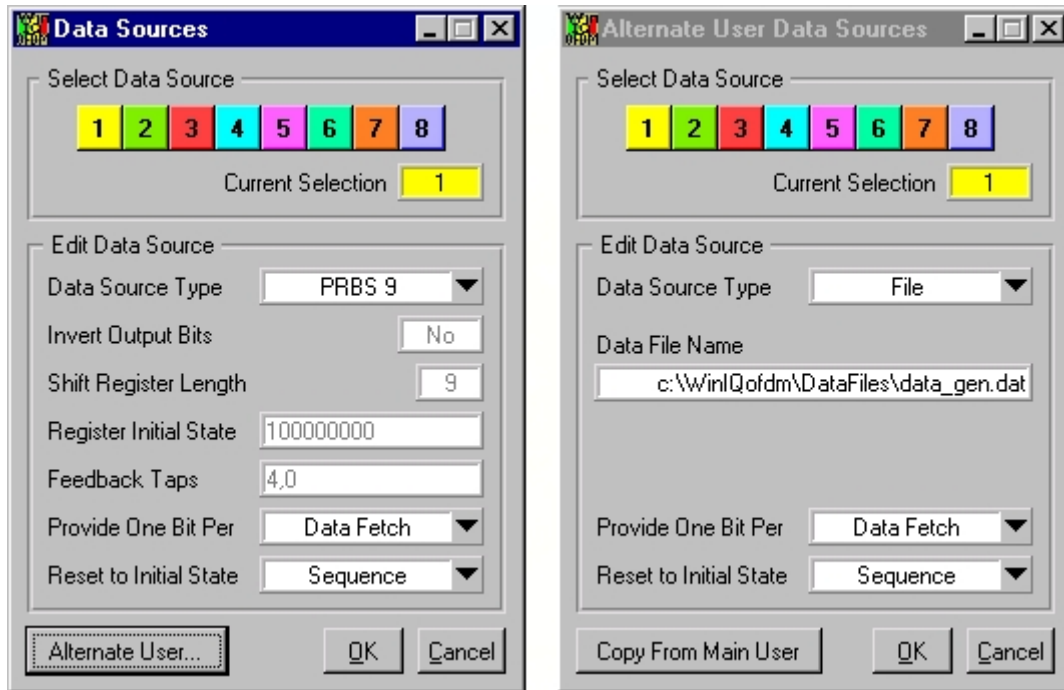 Data Sources
Select Data Source
1 2 3 4 5 6 7 8
Current Selection 1
Edit Data Source
Data Source Type PRBS 9
Invert Output Bits No
Shift Register Length 9
Register Initial State 100000000
Feedback Taps 4,0
Provide One Bit Per Data Fetch
Reset to Initial State Sequence
Alternate User... OK Cancel
Alternate User Data Sources
Select Data Source
1 2 3 4 5 6 7 8
Current Selection 1
Edit Data Source
Data Source Type File
Data File Name
c:\WinIQofdm\DataFiles\data_gen.dat
Provide One Bit Per Data Fetch
Reset to Initial State Sequence
Copy From Main User OK Cancel